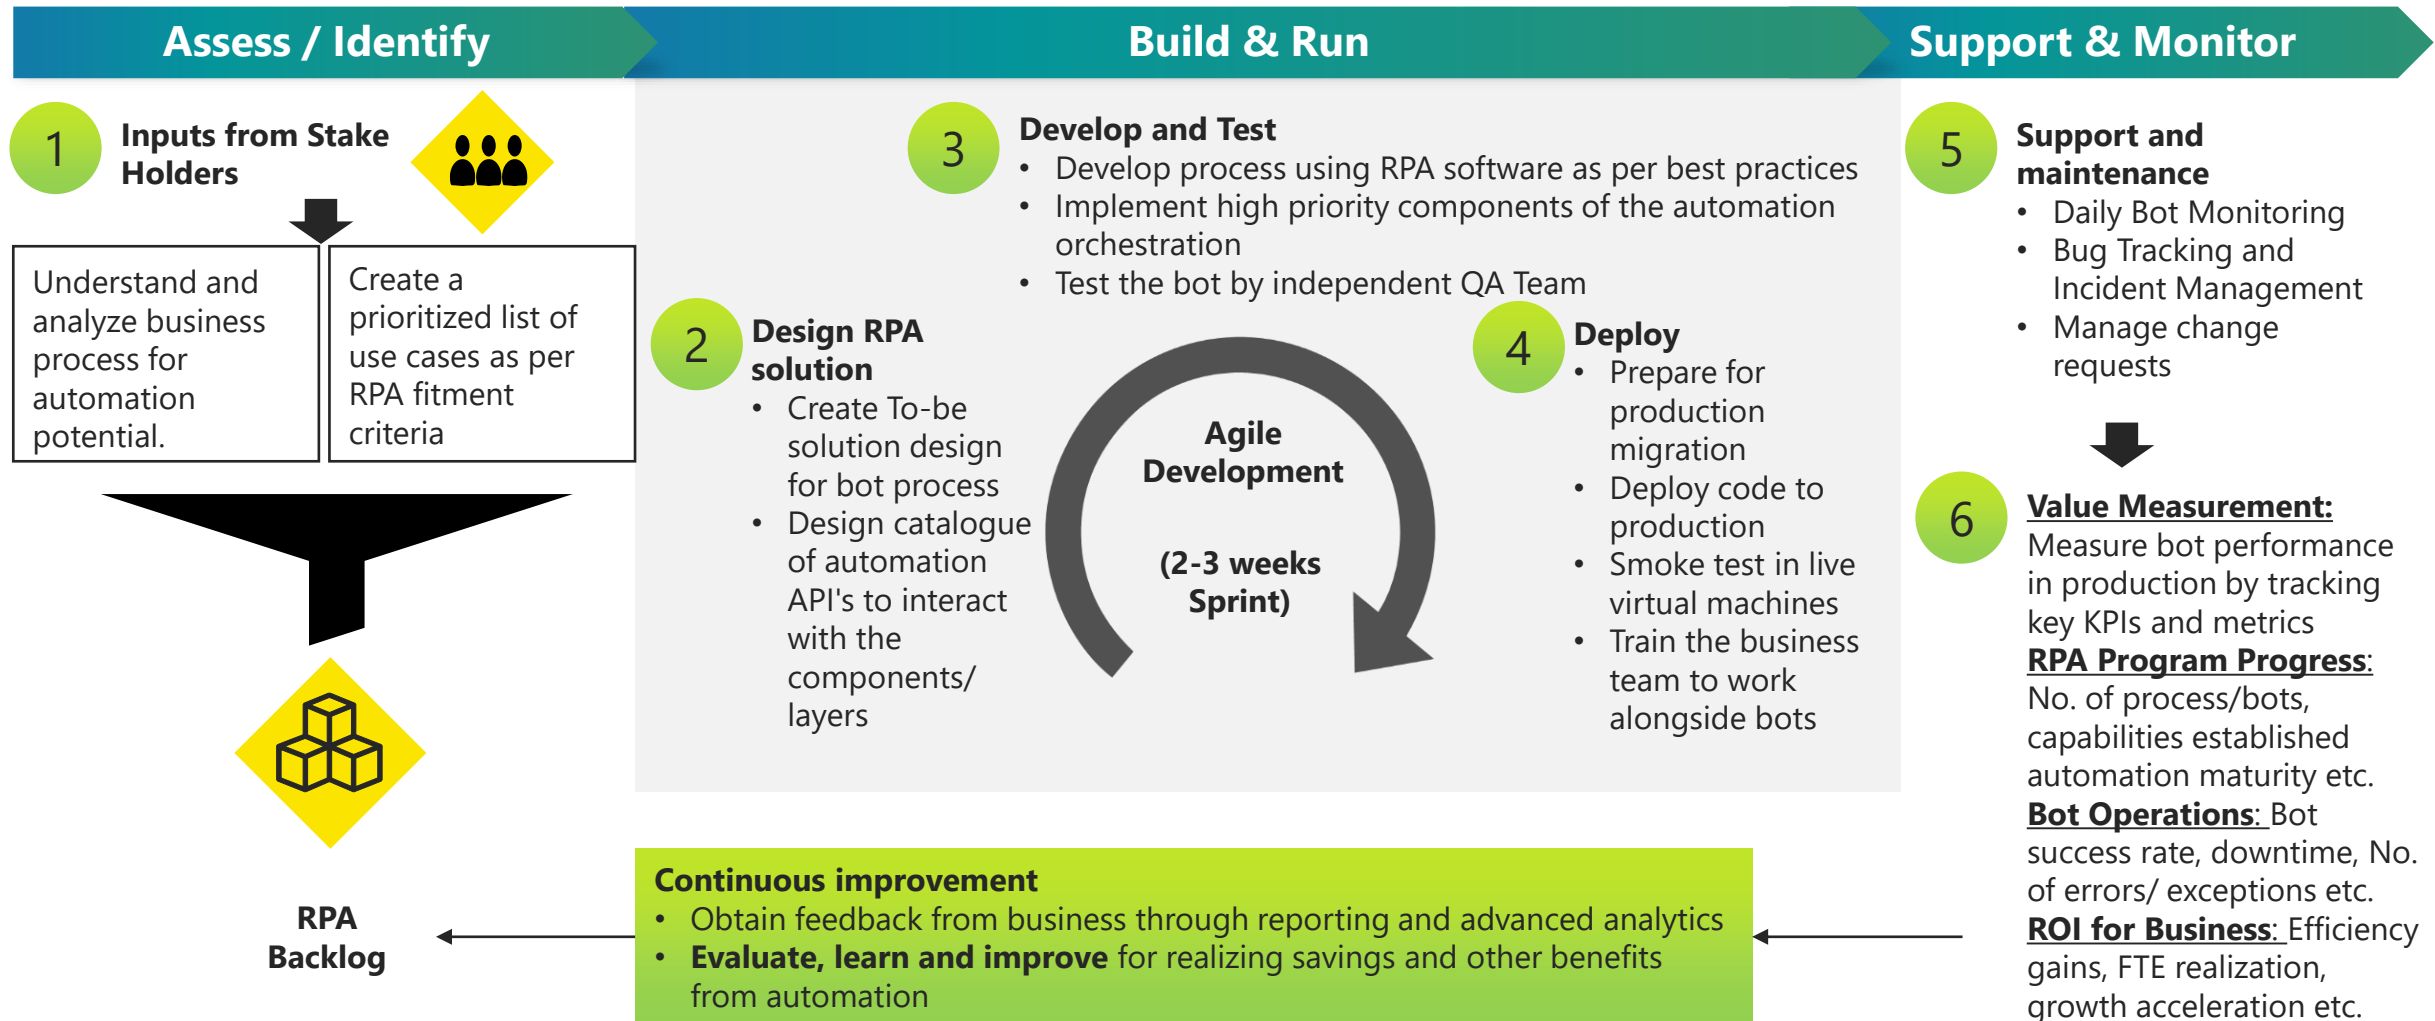 Assess / Identify
Build & Run
Support & Monitor
1
Inputs from Stake
Holders
Understand and
analyze business
process for
automation
potential.
Create a
prioritized list of
use cases as per
RPA fitment
criteria
RPA
Backlog
2
Design RPA
solution
• Create To-be
solution design
for bot process
• Design catalogue
of automation
API's to interact
with the
components/
layers
3
Develop and Test
• Develop process using RPA software as per best practices
• Implement high priority components of the automation
orchestration
• Test the bot by independent QA Team
Agile
Development
(2-3 weeks
Sprint)
4
Deploy
• Prepare for
production
migration
• Deploy code to
production
• Smoke test in live
virtual machines
• Train the business
team to work
alongside bots
5
Support and
maintenance
• Daily Bot Monitoring
• Bug Tracking and
Incident Management
• Manage change
requests
6
Value Measurement:
Measure bot performance
in production by tracking
key KPIs and metrics
RPA Program Progress:
No. of process/bots,
capabilities established
automation maturity etc.
Bot Operations: Bot
success rate, downtime, No.
of errors/ exceptions etc.
ROI for Business: Efficiency
gains, FTE realization,
growth acceleration etc.
Continuous improvement
• Obtain feedback from business through reporting and advanced analytics
• Evaluate, learn and improve for realizing savings and other benefits
from automation